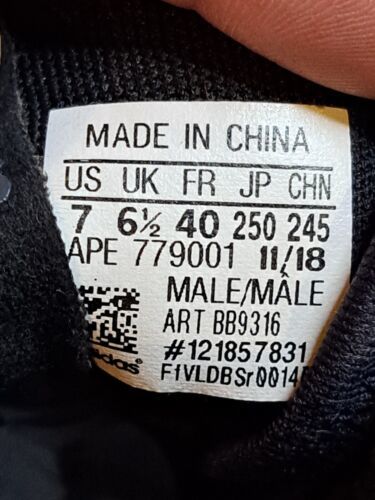 MADE IN CHINA
US UK FR JP CHN
7 6½ 40 250 245
APE 779001 11/18
MALE/MÂLE
ART BB9316
#121857831
adidas®